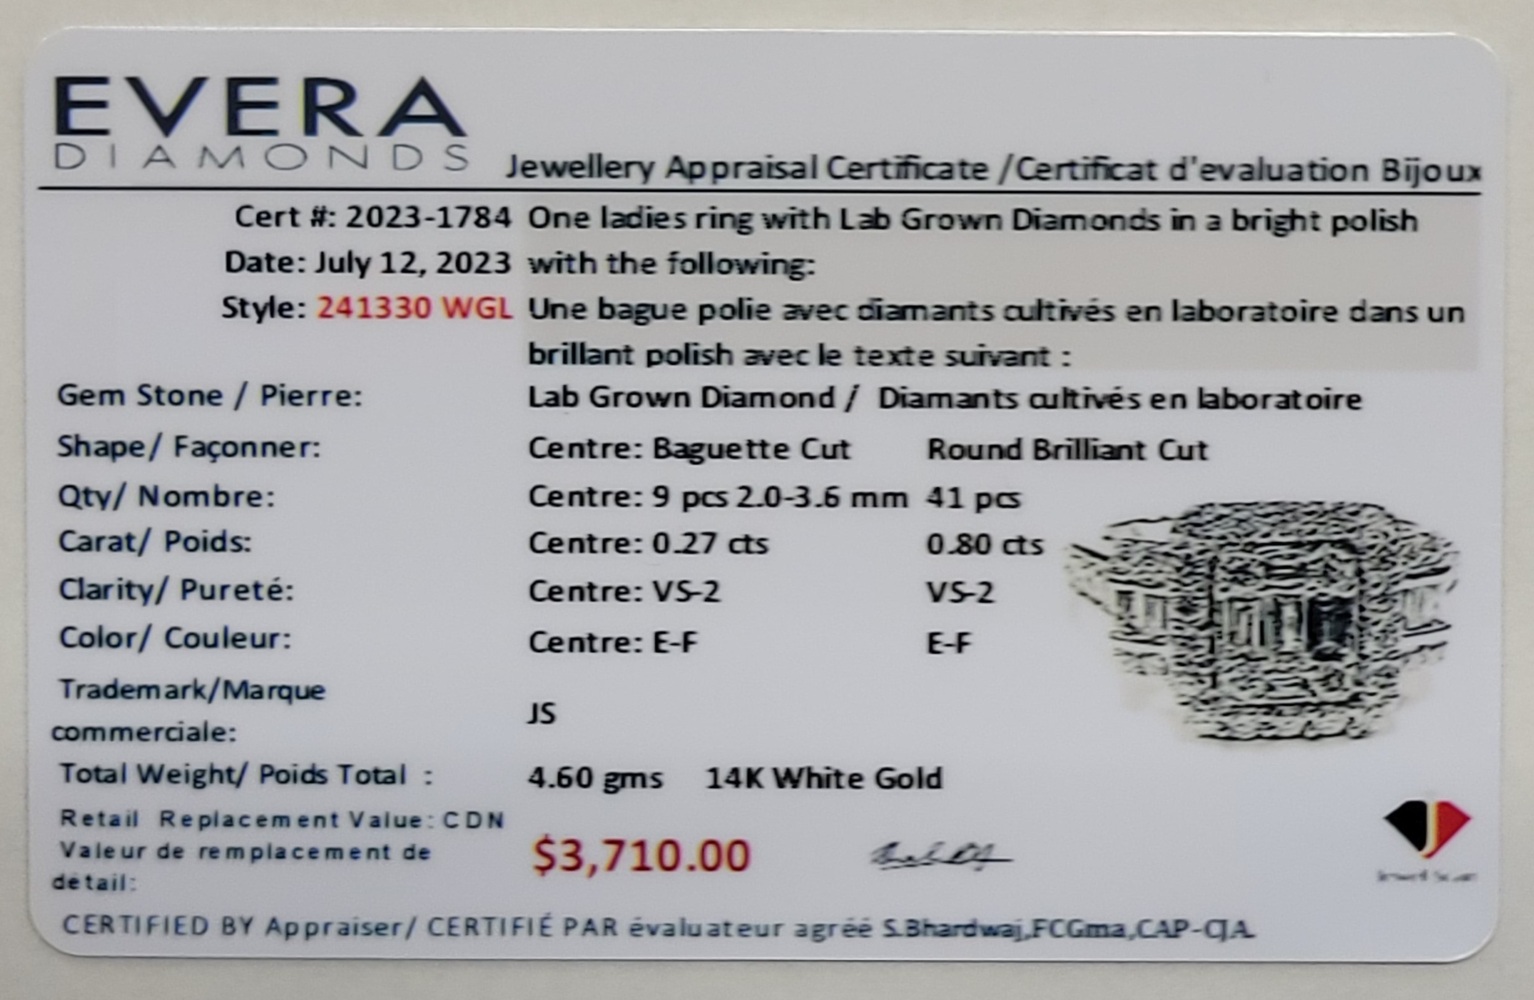 EVERA
DIAMONDS
Jewellery Appraisal Certificate /Certificat d'evaluation Bijoux
Cert #: 2023-1784
Date: July 12, 2023
Style: 241330 WGL
One ladies ring with Lab Grown Diamonds in a bright polish
with the following:
Une bague polie avec diamants cultivés en laboratoire dans un
brillant polish avec le texte suivant :
Gem Stone / Pierre: Lab Grown Diamond / Diamants cultivés en laboratoire
Shape/ Façonner: Centre: Baguette Cut Round Brilliant Cut
Qty/ Nombre: Centre: 9 pcs 2.0-3.6 mm 41 pcs
Carat/ Poids: Centre: 0.27 cts 0.80 cts
Clarity/ Pureté: Centre: VS-2 VS-2
Color/ Couleur: Centre: E-F E-F
Trademark/Marque
commerciale:
JS
Total Weight/ Poids Total : 4.60 gms 14K White Gold
Retail Replacement Value: CDN
Valeur de remplacement de
détail:
$3,710.00
CERTIFIED BY Appraiser/ CERTIFIÉ PAR évaluateur agréé S.Bhardwaj,FCGma,CAP-CJA